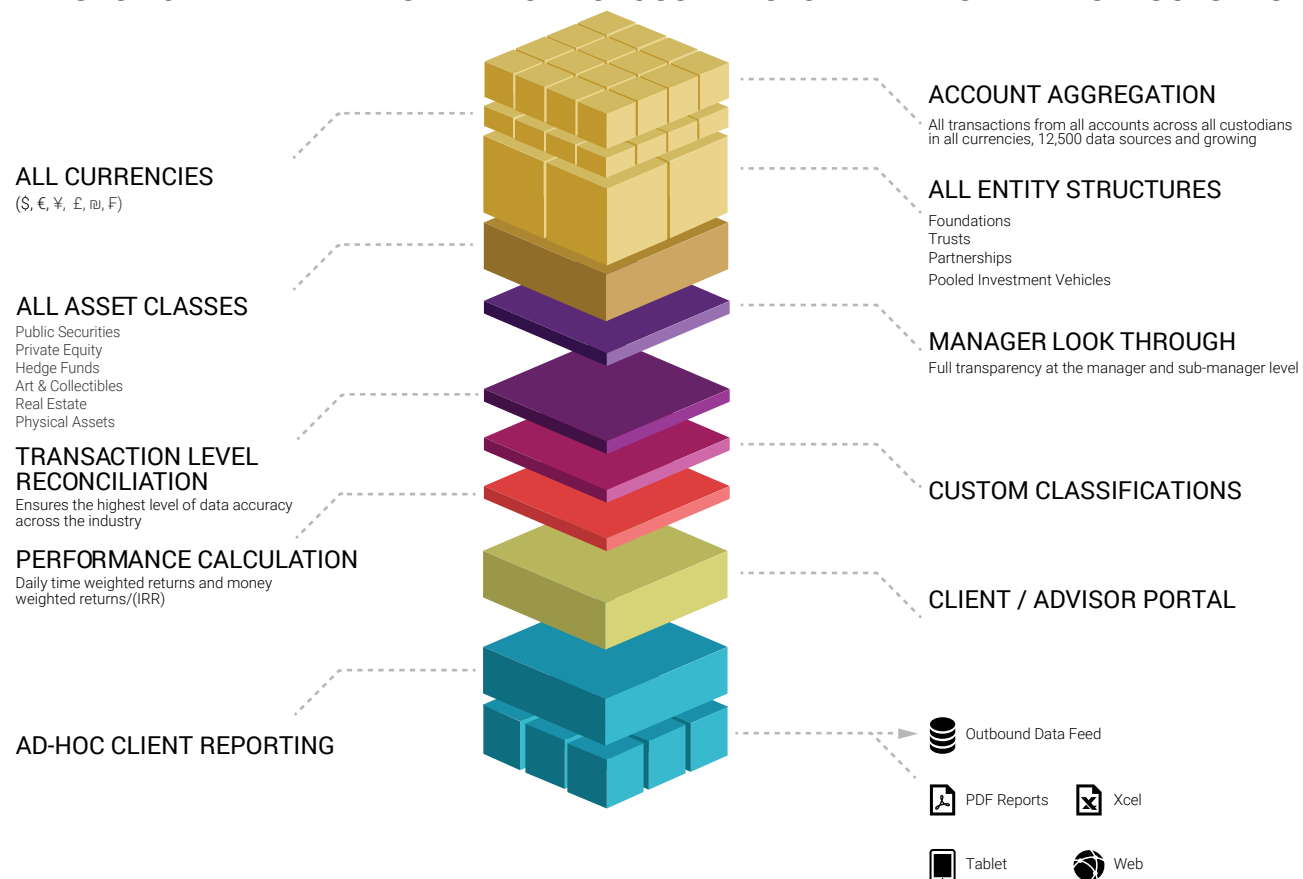 ACCOUNT AGGREGATION
All transactions from all accounts across all custodians
in all currencies, 12,500 data sources and growing
ALL CURRENCIES
($, €, ¥, £, ₪, ₣)
ALL ENTITY STRUCTURES
Foundations
Trusts
Partnerships
Pooled Investment Vehicles
ALL ASSET CLASSES
Public Securities
Private Equity
Hedge Funds
Art & Collectibles
Real Estate
Physical Assets
MANAGER LOOK THROUGH
Full transparency at the manager and sub-manager level
TRANSACTION LEVEL
RECONCILIATION
Ensures the highest level of data accuracy
across the industry
CUSTOM CLASSIFICATIONS
PERFORMANCE CALCULATION
Daily time weighted returns and money
weighted returns/(IRR)
CLIENT / ADVISOR PORTAL
AD-HOC CLIENT REPORTING
Outbound Data Feed
PDF Reports
Xcel
Tablet
Web